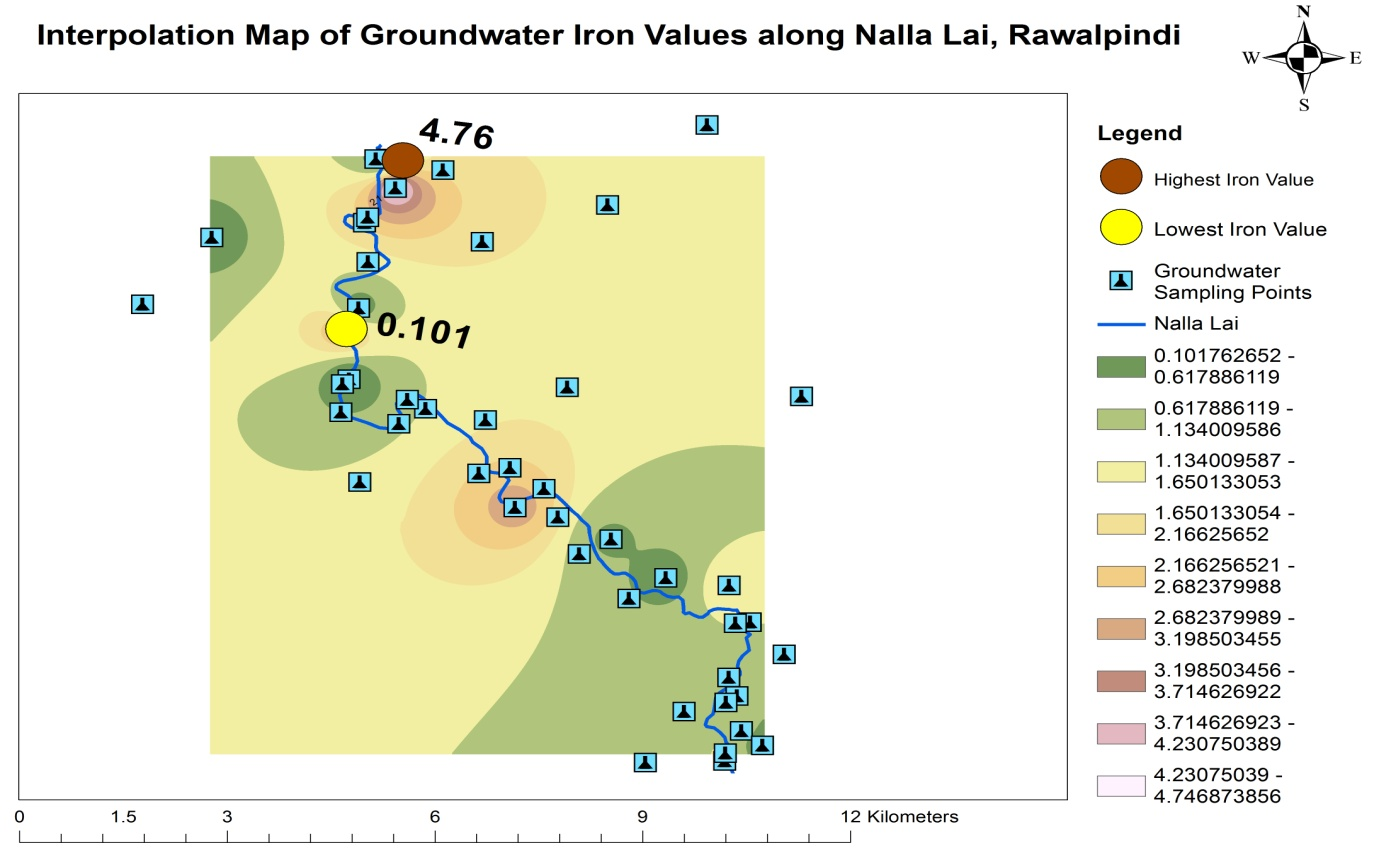 Interpolation Map of Groundwater Iron Values along Nalla Lai, Rawalpindi
N
W E
S
4.76
0.101
Legend
Highest Iron Value
Lowest Iron Value
Groundwater
Sampling Points
Nalla Lai
0.101762652 -
0.617886119
0.617886119 -
1.134009586
1.134009587 -
1.650133053
1.650133054 -
2.16625652
2.166256521 -
2.682379988
2.682379989 -
3.198503455
3.198503456 -
3.714626922
3.714626923 -
4.230750389
4.23075039 -
4.746873856
0 1.5 3 6 9 12 Kilometers